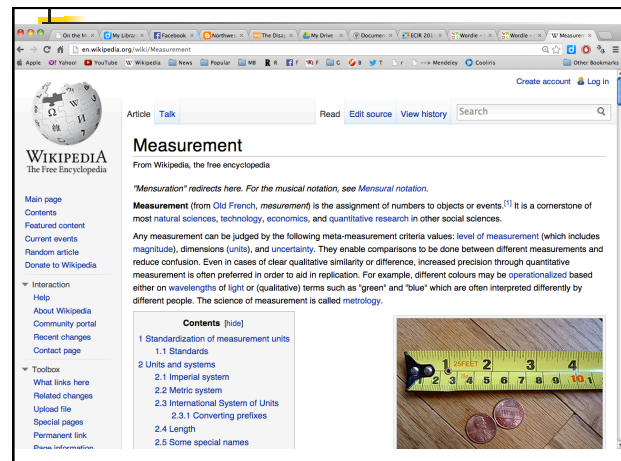 On the M
My Librar
Facebook
Northwes
The Disa
My Drive
Documen
ECIR 201
Wordle –
Wordle –
W Measurem
en.wikipedia.org/wiki/Measurement
Apple Yahoo! YouTube Wikipedia News Popular MB R f G B T r --> Mendeley Cooliris Other Bookmarks
Create account Log in
Article Talk Read Edit source View history Search
WIKIPEDIA
The Free Encyclopedia
Main page
Contents
Featured content
Current events
Random article
Donate to Wikipedia
Interaction
Help
About Wikipedia
Community portal
Recent changes
Contact page
Toolbox
What links here
Related changes
Upload file
Special pages
Permanent link
Page information
Measurement
From Wikipedia, the free encyclopedia
"Mensuration" redirects here. For the musical notation, see Mensural notation.
Measurement (from Old French, mesurement) is the assignment of numbers to objects or events.[1] It is a cornerstone of
most natural sciences, technology, economics, and quantitative research in other social sciences.
Any measurement can be judged by the following meta-measurement criteria values: level of measurement (which includes
magnitude), dimensions (units), and uncertainty. They enable comparisons to be done between different measurements and
reduce confusion. Even in cases of clear qualitative similarity or difference, increased precision through quantitative
measurement is often preferred in order to aid in replication. For example, different colours may be operationalized based
either on wavelengths of light or (qualitative) terms such as "green" and "blue" which are often interpreted differently by
different people. The science of measurement is called metrology.
Contents [hide]
1 Standardization of measurement units
1.1 Standards
2 Units and systems
2.1 Imperial system
2.2 Metric system
2.3 International System of Units
2.3.1 Converting prefixes
2.4 Length
2.5 Some special names
1 25FEET 2 3 4
1 2 3 4 5 6 7 8 9 10 1